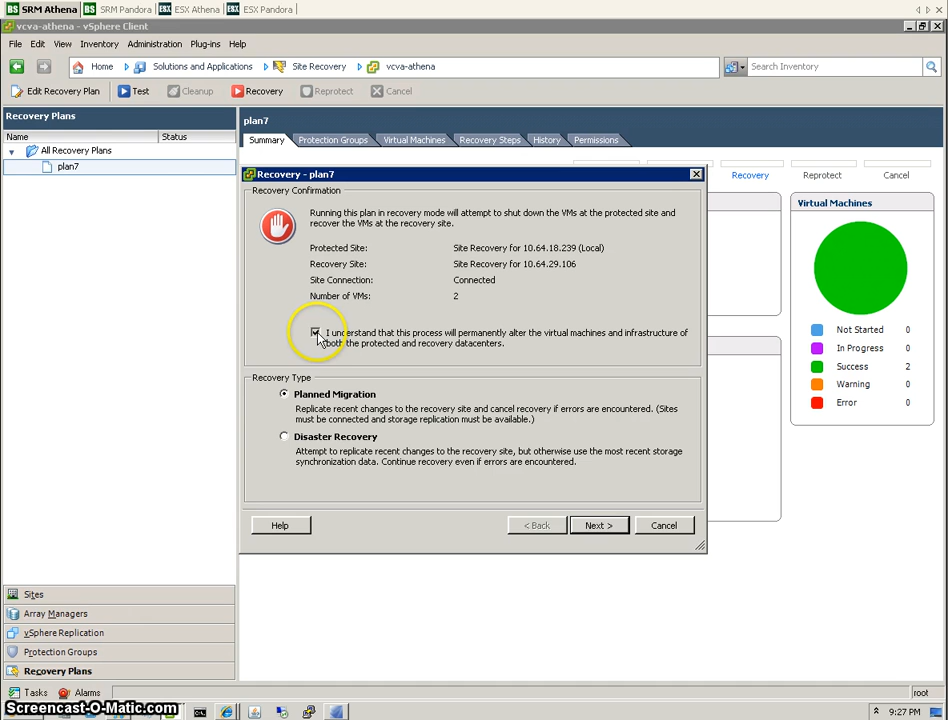 SRM Athena SRM Pandora ESX Athena ESX Pandora
vcva-athena - vSphere Client
File Edit View Inventory Administration Plug-ins Help
Home Solutions and Applications Site Recovery vcva-athena Search Inventory
Edit Recovery Plan Test Cleanup Recovery Reprotect Cancel
Recovery Plans
Name Status
All Recovery Plans
plan7
plan7
Summary Protection Groups Virtual Machines Recovery Steps History Permissions
Recovery Reprotect Cancel
Recovery - plan7
Recovery Confirmation
Running this plan in recovery mode will attempt to shut down the VMs at the protected site and
recover the VMs at the recovery site.
Protected Site: Site Recovery for 10.64.18.239 (Local)
Recovery Site: Site Recovery for 10.64.29.106
Site Connection: Connected
Number of VMs: 2
I understand that this process will permanently alter the virtual machines and infrastructure of
both the protected and recovery datacenters.
Recovery Type
Planned Migration
Replicate recent changes to the recovery site and cancel recovery if errors are encountered. (Sites
must be connected and storage replication must be available.)
Disaster Recovery
Attempt to replicate recent changes to the recovery site, but otherwise use the most recent storage
synchronization data. Continue recovery even if errors are encountered.
Help < Back Next > Cancel
Virtual Machines
Not Started 0
In Progress 0
Success 2
Warning 0
Error 0
Sites
Array Managers
vSphere Replication
Protection Groups
Recovery Plans
Tasks Alarms root
Screencast-O-Matic.com
9:27 PM